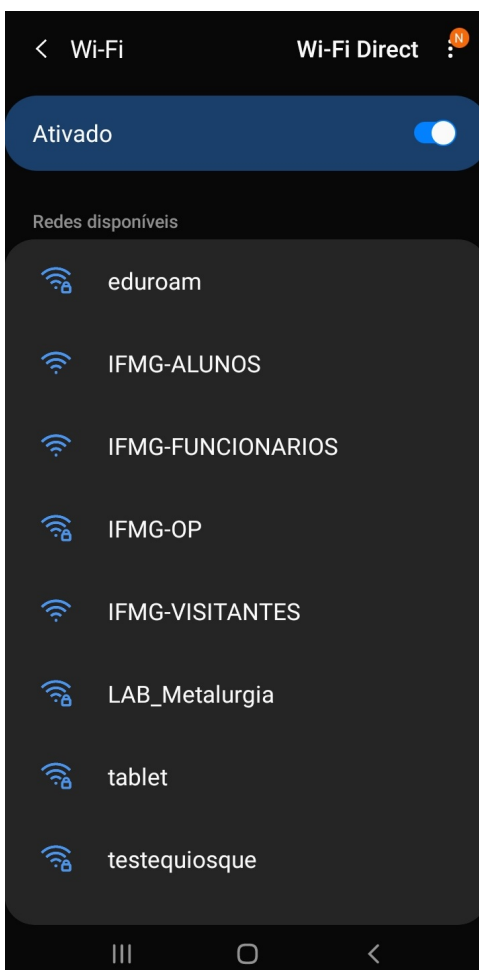 Wi-Fi Wi-Fi Direct N
Ativado
Redes disponíveis
eduroam
IFMG-ALUNOS
IFMG-FUNCIONARIOS
IFMG-OP
IFMG-VISITANTES
LAB_Metalurgia
tablet
testequiosque